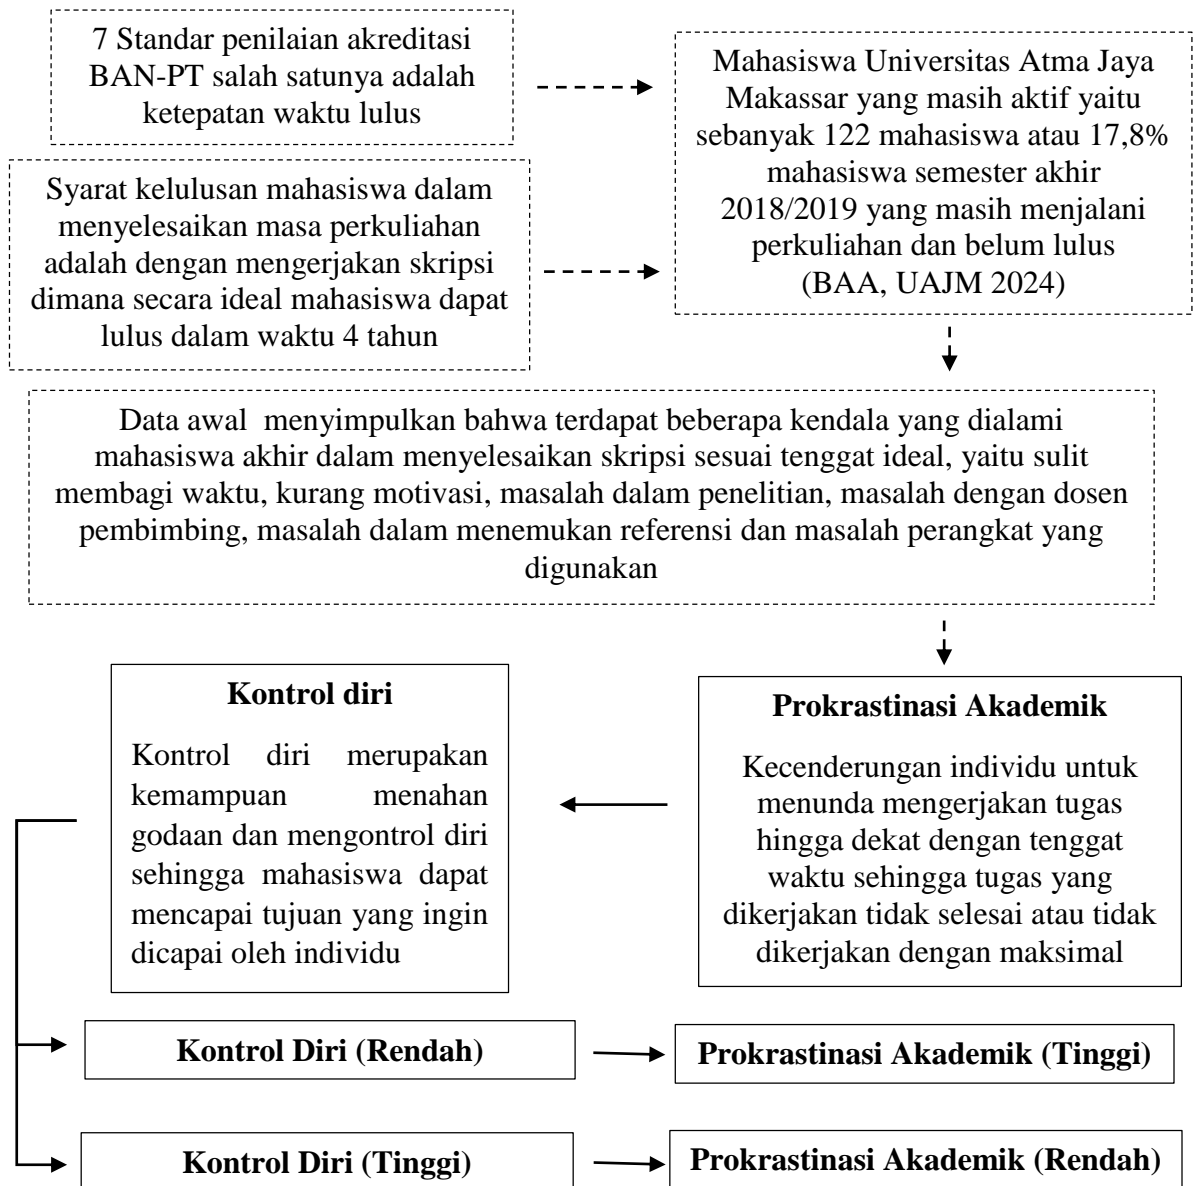 7 Standar penilaian akreditasi
BAN-PT salah satunya adalah
ketepatan waktu lulus
Mahasiswa Universitas Atma Jaya
Makassar yang masih aktif yaitu
sebanyak 122 mahasiswa atau 17,8%
mahasiswa semester akhir
2018/2019 yang masih menjalani
perkuliahan dan belum lulus
(BAA, UAJM 2024)
Syarat kelulusan mahasiswa dalam
menyelesaikan masa perkuliahan
adalah dengan mengerjakan skripsi
dimana secara ideal mahasiswa dapat
lulus dalam waktu 4 tahun
Data awal menyimpulkan bahwa terdapat beberapa kendala yang dialami
mahasiswa akhir dalam menyelesaikan skripsi sesuai tenggat ideal, yaitu sulit
membagi waktu, kurang motivasi, masalah dalam penelitian, masalah dengan dosen
pembimbing, masalah dalam menemukan referensi dan masalah perangkat yang
digunakan
Kontrol diri
Kontrol diri merupakan
kemampuan menahan
godaan dan mengontrol diri
sehingga mahasiswa dapat
mencapai tujuan yang ingin
dicapai oleh individu
Prokrastinasi Akademik
Kecenderungan individu untuk
menunda mengerjakan tugas
hingga dekat dengan tenggat
waktu sehingga tugas yang
dikerjakan tidak selesai atau tidak
dikerjakan dengan maksimal
Kontrol Diri (Rendah)
Prokrastinasi Akademik (Tinggi)
Kontrol Diri (Tinggi)
Prokrastinasi Akademik (Rendah)